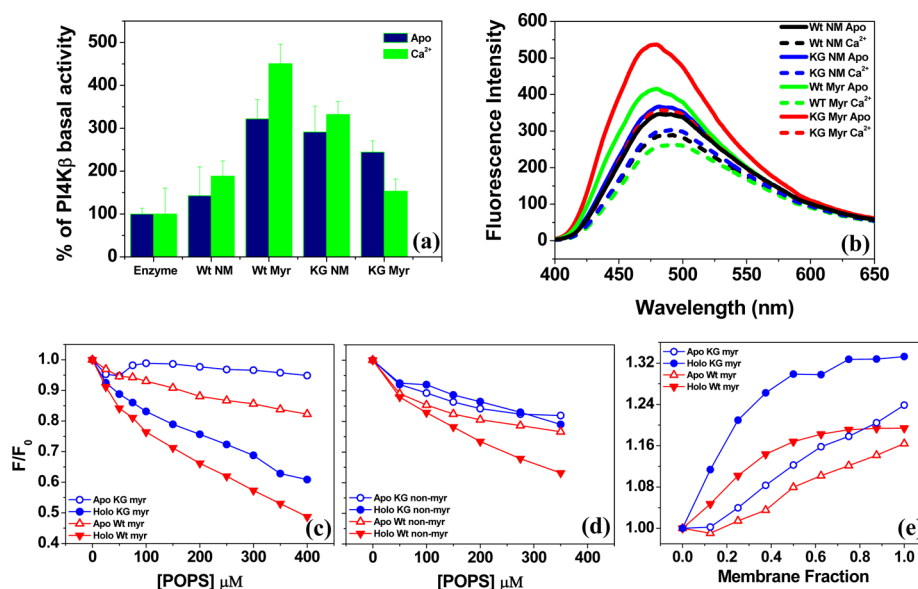 % of PI4Kβ basal activity
500
400
300
200
100
0
Apo
Ca2+
Enzyme
Wt NM
Wt Myr
KG NM
KG Myr
(a)
Fluorescence Intensity
600
500
400
300
200
100
0
Wt NM Apo
Wt NM Ca2+
KG NM Apo
KG NM Ca2+
Wt Myr Apo
WT Myr Ca2+
KG Myr Apo
KG Myr Ca2+
(b)
400
450
500
550
600
650
Wavelength (nm)
F/F0
1.0
0.9
0.8
0.7
0.6
0.5
0.4
Apo KG myr
Holo KG myr
Apo Wt myr
Holo Wt myr
(c)
0
100
200
300
400
[POPS] µM
Apo KG non-myr
Holo KG non-myr
Apo Wt non-myr
Holo Wt non-myr
(d)
0
100
200
300
400
[POPS] µM
1.32
1.24
1.16
1.08
1.00
Apo KG myr
Holo KG myr
Apo Wt myr
Holo Wt myr
(e)
0.0
0.2
0.4
0.6
0.8
1.0
Membrane Fraction